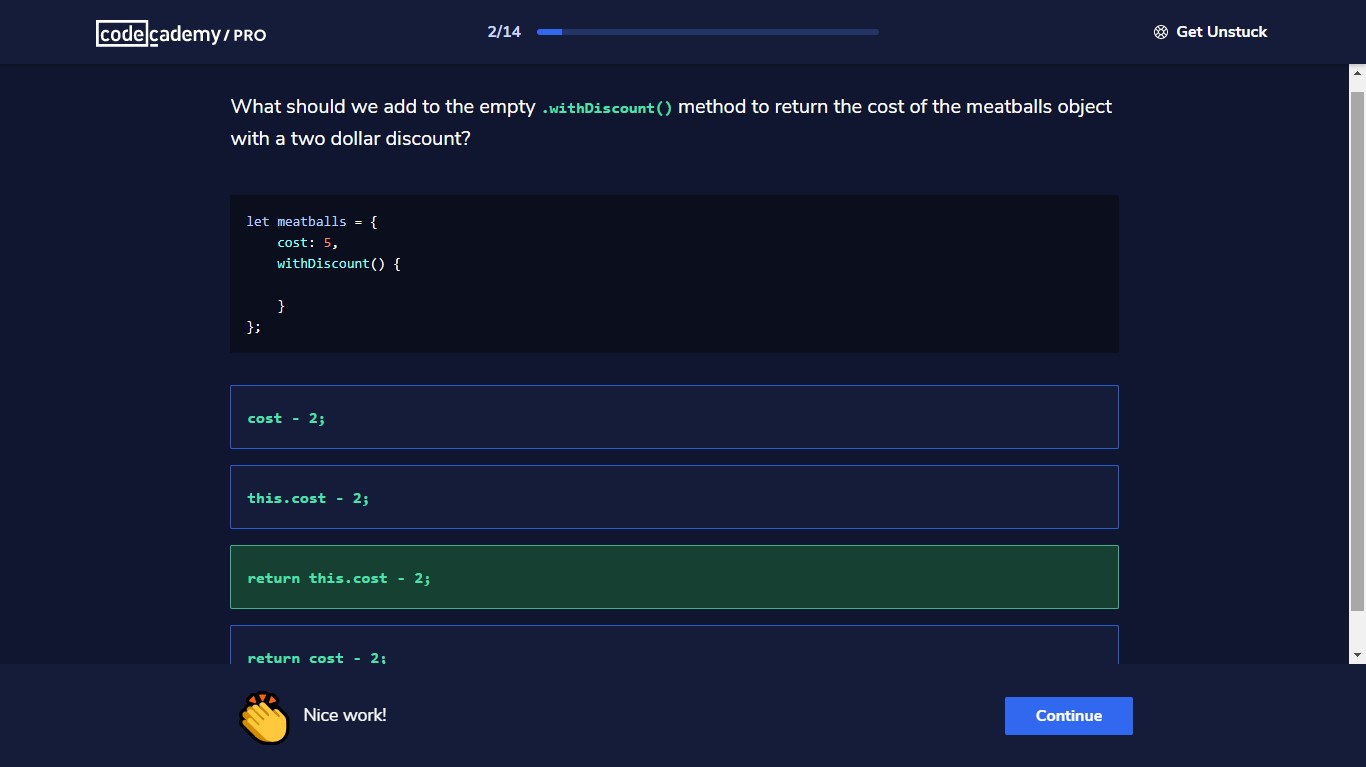 codecademy/PRO
2/14
Get Unstuck
What should we add to the empty .withDiscount() method to return the cost of the meatballs object
with a two dollar discount?
let meatballs = {
    cost: 5,
    withDiscount() {
    }
};
cost - 2;
this.cost - 2;
return this.cost - 2;
return cost - 2;
Nice work!
Continue